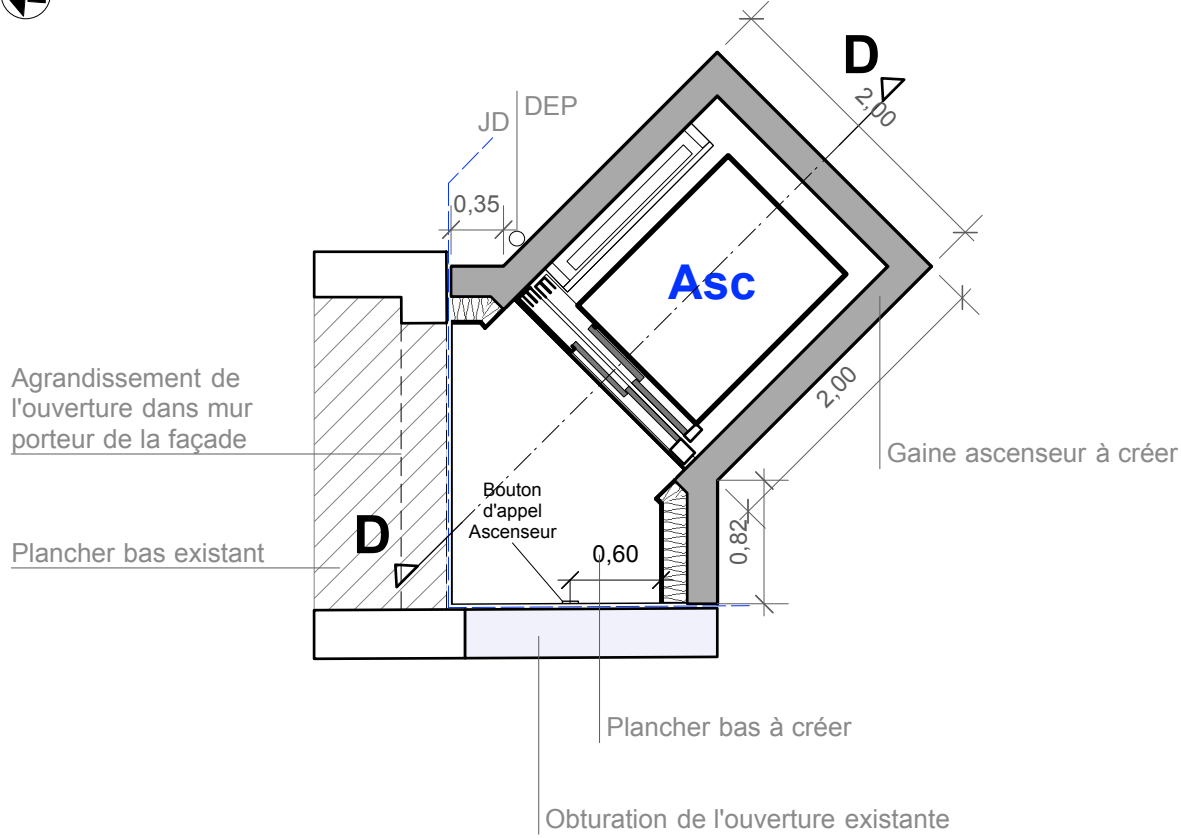 D
2,00
DEP
JD
0,35
Asc
2,00
Agrandissement de
l'ouverture dans mur
porteur de la façade
Gaine ascenseur à créer
Bouton
d'appel
Ascenseur
D
0,60
0,82
Plancher bas existant
Plancher bas à créer
Obturation de l'ouverture existante